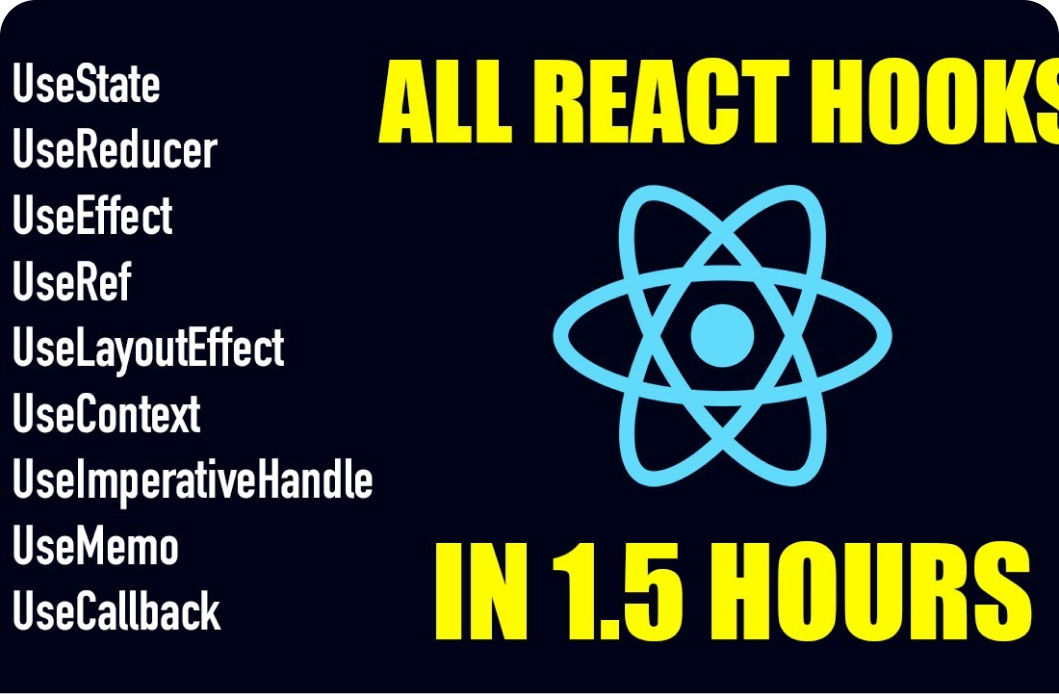 UseState
UseReducer
UseEffect
UseRef
UseLayoutEffect
UseContext
UseImperativeHandle
UseMemo
UseCallback
ALL REACT HOOKS
IN 1.5 HOURS